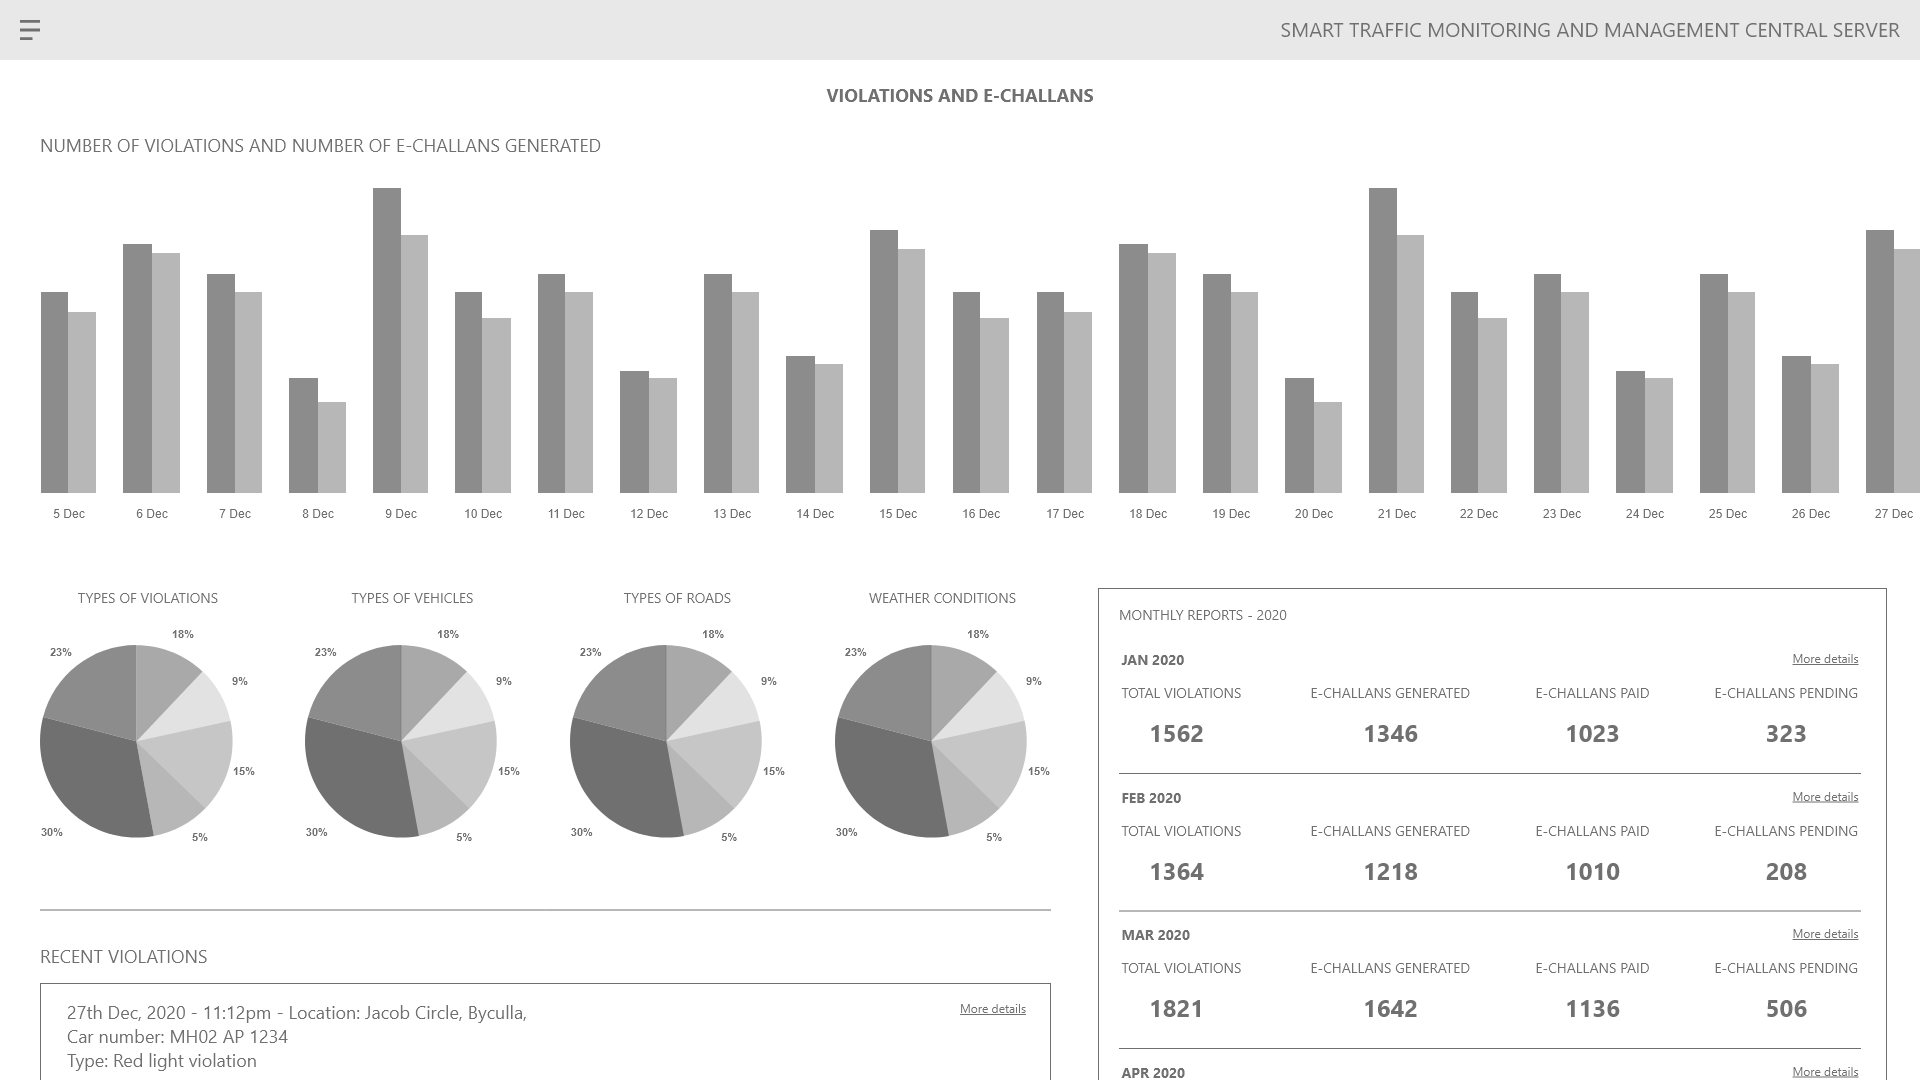 SMART TRAFFIC MONITORING AND MANAGEMENT CENTRAL SERVER
VIOLATIONS AND E-CHALLANS
NUMBER OF VIOLATIONS AND NUMBER OF E-CHALLANS GENERATED
5 Dec 6 Dec 7 Dec 8 Dec 9 Dec 10 Dec 11 Dec 12 Dec 13 Dec 14 Dec 15 Dec 16 Dec 17 Dec 18 Dec 19 Dec 20 Dec 21 Dec 22 Dec 23 Dec 24 Dec 25 Dec 26 Dec 27 Dec
TYPES OF VIOLATIONS
18%
23%
9%
15%
30%
5%
TYPES OF VEHICLES
18%
23%
9%
15%
30%
5%
TYPES OF ROADS
18%
23%
9%
15%
30%
5%
WEATHER CONDITIONS
18%
23%
9%
15%
30%
5%
RECENT VIOLATIONS
27th Dec, 2020 - 11:12pm - Location: Jacob Circle, Byculla,
More details
Car number: MH02 AP 1234
Type: Red light violation
MONTHLY REPORTS - 2020
JAN 2020 More details
TOTAL VIOLATIONS E-CHALLANS GENERATED E-CHALLANS PAID E-CHALLANS PENDING
1562 1346 1023 323
FEB 2020 More details
TOTAL VIOLATIONS E-CHALLANS GENERATED E-CHALLANS PAID E-CHALLANS PENDING
1364 1218 1010 208
MAR 2020 More details
TOTAL VIOLATIONS E-CHALLANS GENERATED E-CHALLANS PAID E-CHALLANS PENDING
1821 1642 1136 506
APR 2020 More details